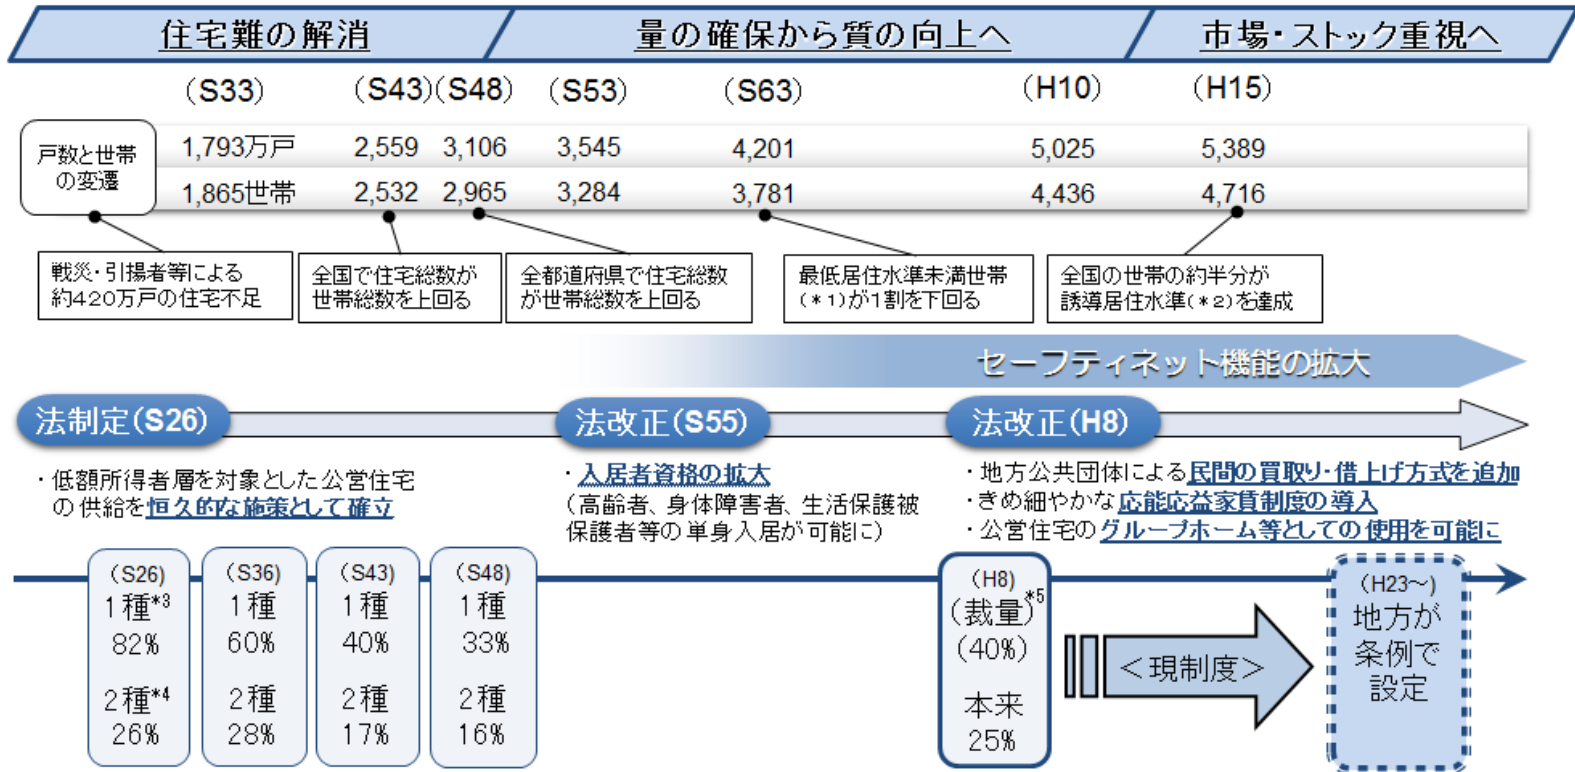 住宅難の解消
量の確保から質の向上へ
市場・ストック重視へ
(S33)
(S43)
(S48)
(S53)
(S63)
(H10)
(H15)
戸数と世帯
の変遷
1,793万戸
2,559
3,106
3,545
4,201
5,025
5,389
1,865世帯
2,532
2,965
3,284
3,781
4,436
4,716
戦災・引揚者等による
約420万戸の住宅不足
全国で住宅総数が
世帯総数を上回る
全都道府県で住宅総数
が世帯総数を上回る
最低居住水準未満世帯
(*1)が1割を下回る
全国の世帯の約半分が
誘導居住水準(*2)を達成
セーフティネット機能の拡大
法制定(S26)
法改正(S55)
法改正(H8)
・低額所得者層を対象とした公営住宅
の供給を恒久的な施策として確立
・入居者資格の拡大
(高齢者、身体障害者、生活保護被
保護者等の単身入居が可能に)
・地方公共団体による民間の買取り・借上げ方式を追加
・きめ細やかな応能応益家賃制度の導入
・公営住宅のグループホーム等としての使用を可能に
(S26)
1種*3
82%
2種*4
26%
(S36)
1種
60%
2種
28%
(S43)
1種
40%
2種
17%
(S48)
1種
33%
2種
16%
(H8)
(裁量)*5
(40%)
本来
25%
<現制度>
(H23~)
地方が
条例で
設定